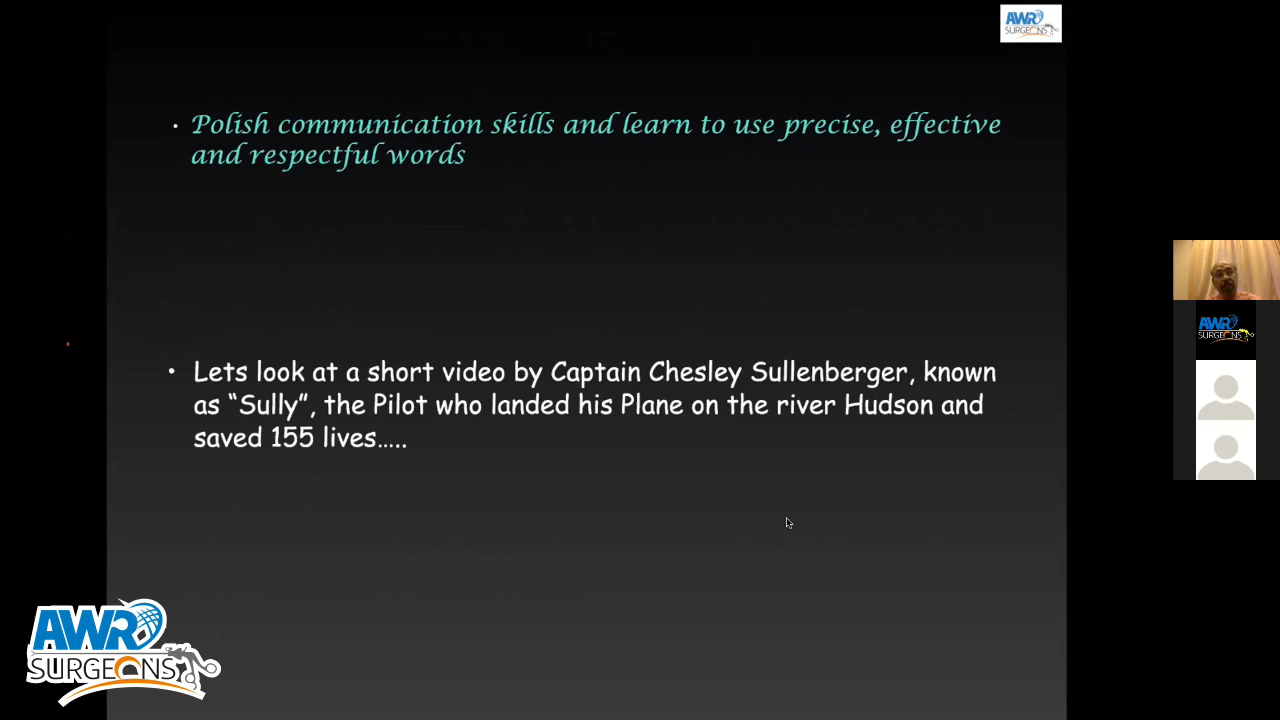 AWR
SURGEONS
• Polish communication skills and learn to use precise, effective
and respectful words
AWR
SURGEONS
• Lets look at a short video by Captain Chesley Sullenberger, known
as “Sully”, the Pilot who landed his Plane on the river Hudson and
saved 155 lives.....
AWR
SURGEONS